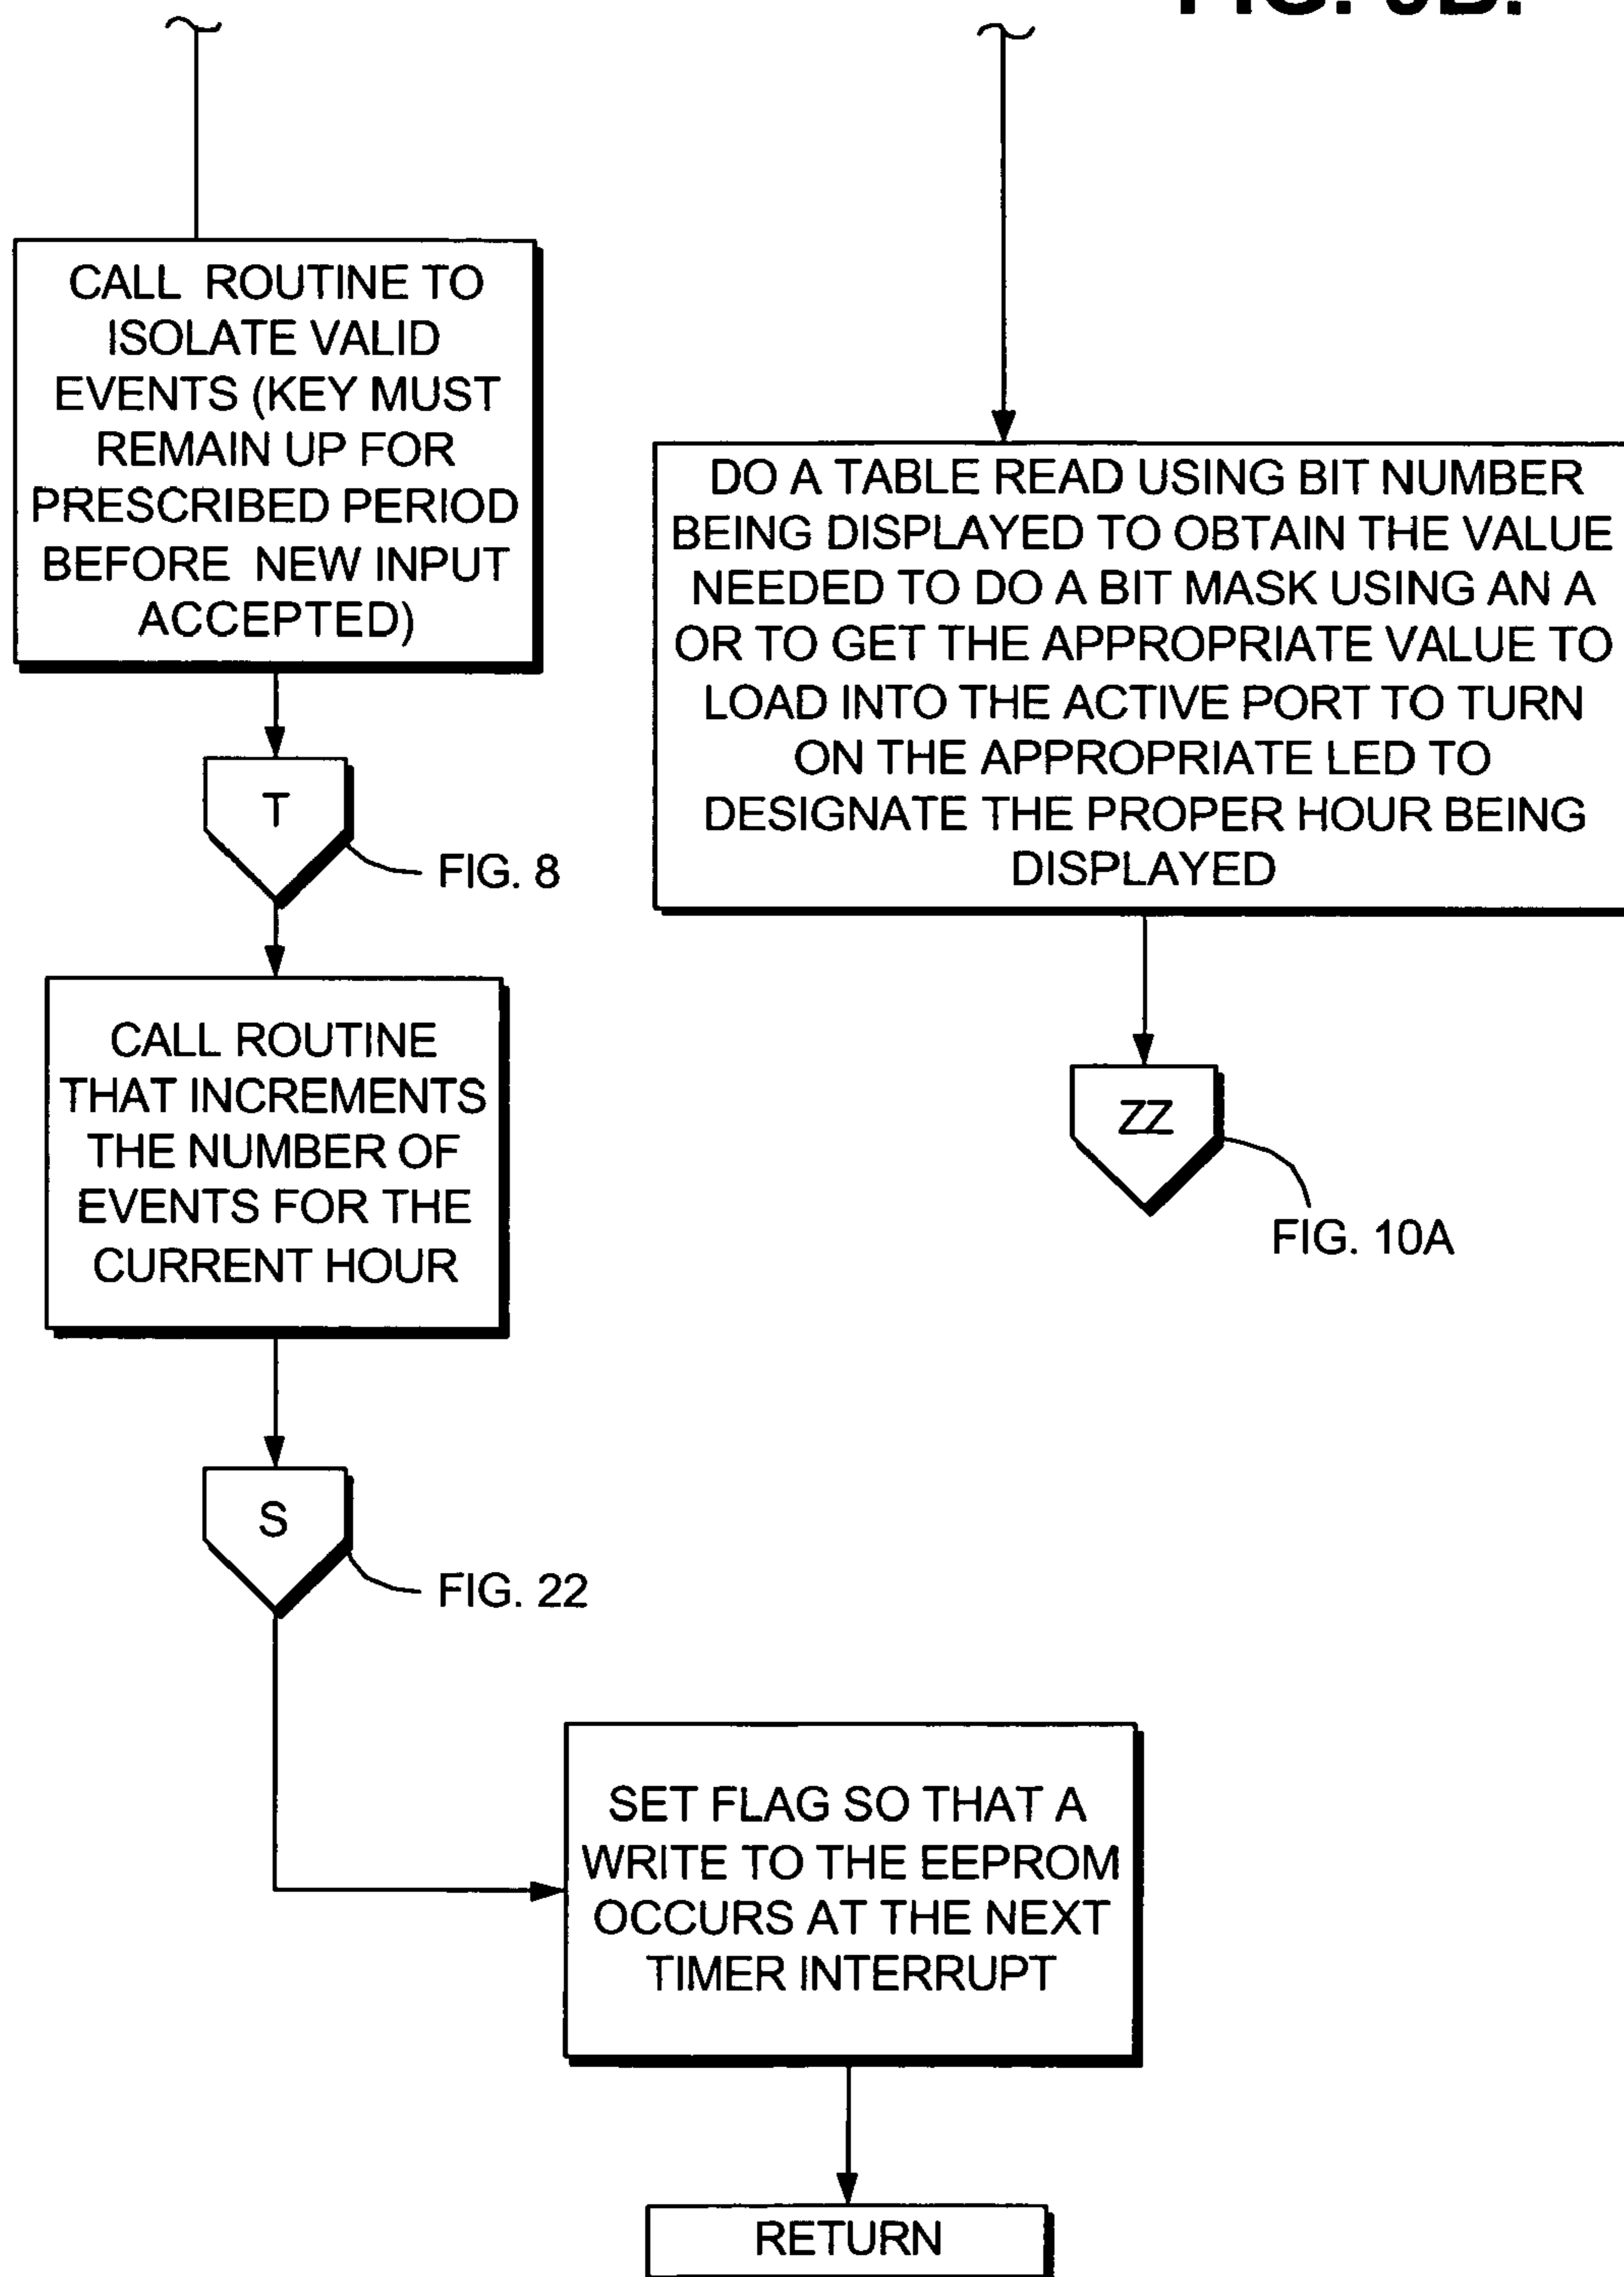 FIG.
CALL ROUTINE TO
ISOLATE VALID
EVENTS (KEY MUST
REMAIN UP FOR
PRESCRIBED PERIOD
BEFORE NEW INPUT
ACCEPTED)
T
FIG. 8
CALL ROUTINE
THAT INCREMENTS
THE NUMBER OF
EVENTS FOR THE
CURRENT HOUR
S
FIG. 22
DO A TABLE READ USING BIT NUMBER
BEING DISPLAYED TO OBTAIN THE VALUE
NEEDED TO DO A BIT MASK USING AN A
OR TO GET THE APPROPRIATE VALUE TO
LOAD INTO THE ACTIVE PORT TO TURN
ON THE APPROPRIATE LED TO
DESIGNATE THE PROPER HOUR BEING
DISPLAYED
ZZ
FIG. 10A
SET FLAG SO THAT A
WRITE TO THE EEPROM
OCCURS AT THE NEXT
TIMER INTERRUPT
RETURN